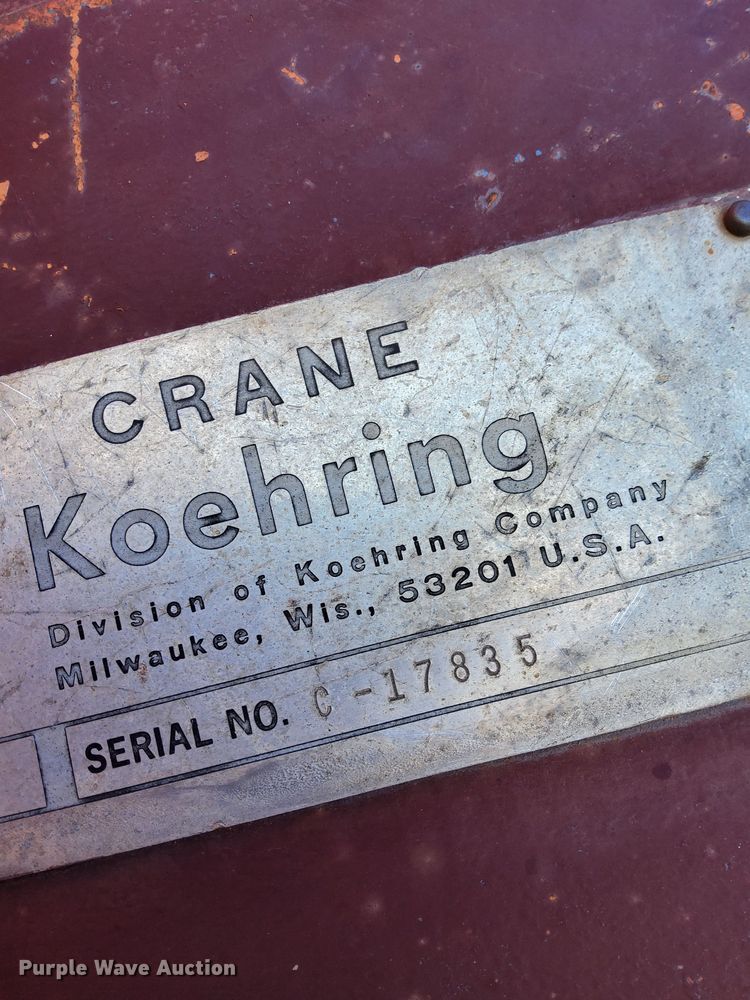 CRANE
Koehring
Division of Koehring Company
Milwaukee, Wis., 53201 U.S.A.
SERIAL NO. C-17835
Purple Wave Auction